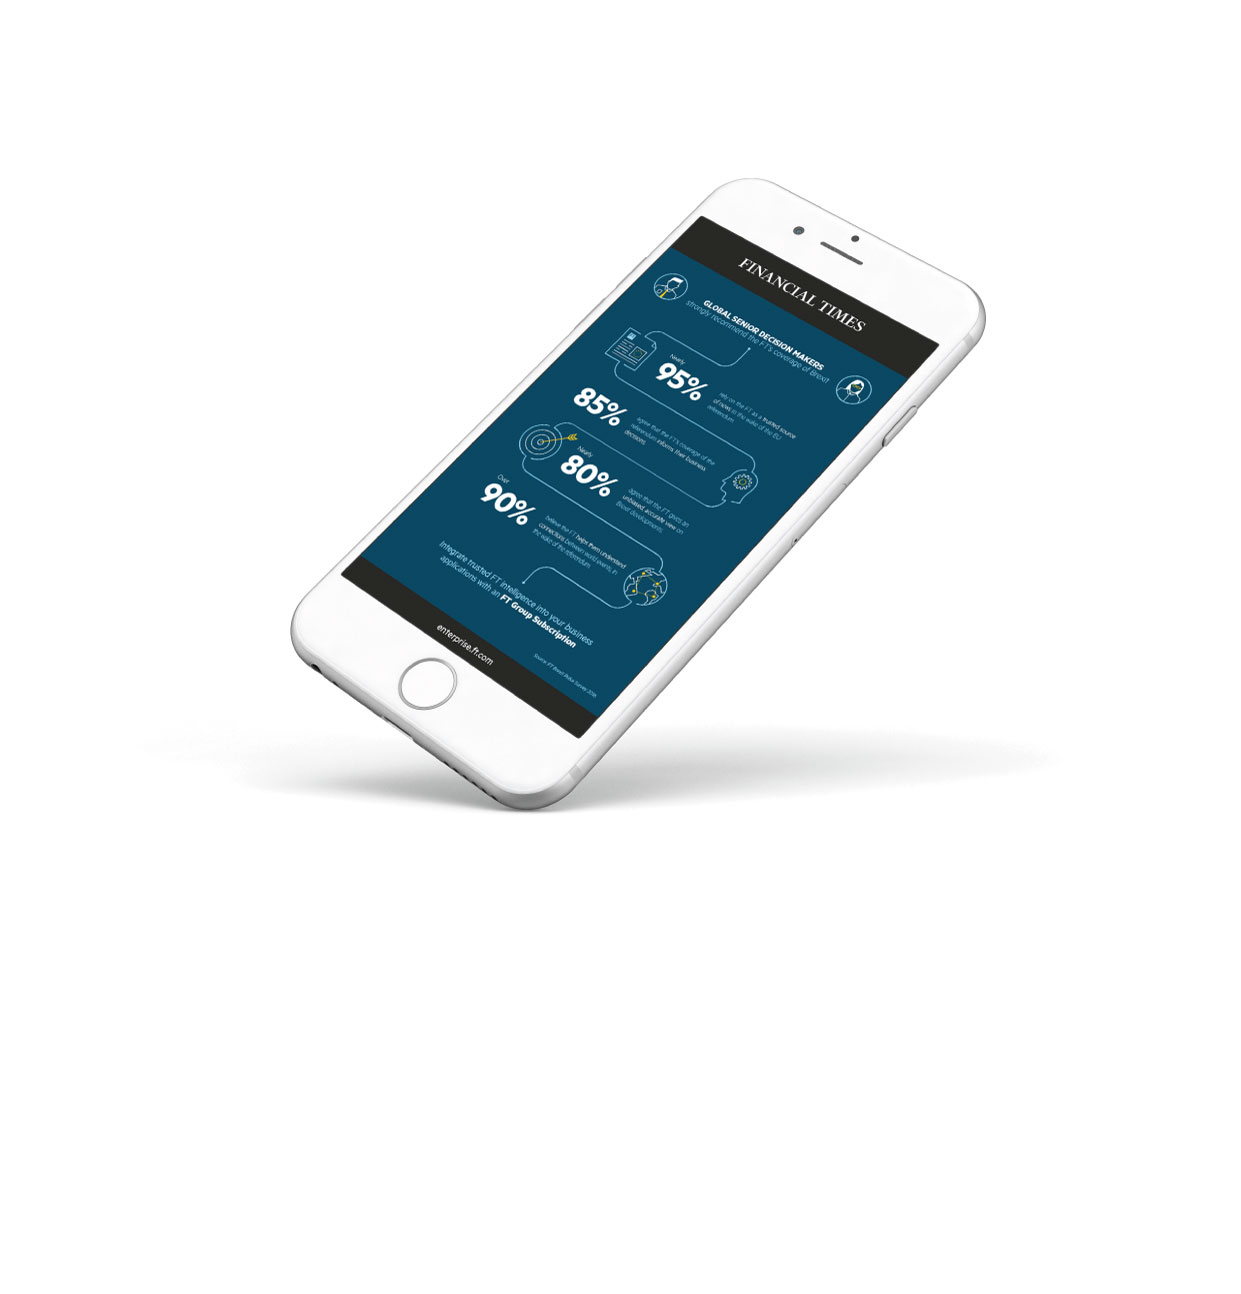 FINANCIAL TIMES
GLOBAL SENIOR DECISION MAKERS
strongly recommend the FT's coverage of Brexit
Nearly
95%
rely on the FT as a trusted source
of news in the wake of the EU
referendum
85%
agree that the FT's coverage of the
referendum informs their business
decisions
Nearly
80%
agree that the FT gives an
unbiased, accurate view on
Brexit developments
Over
90%
believe the FT helps them understand
connections between world events, in
the wake of the referendum
Integrate trusted FT intelligence into your business
applications with an FT Group Subscription
Source: FT Brexit Pulse Survey 2016
enterprise.ft.com